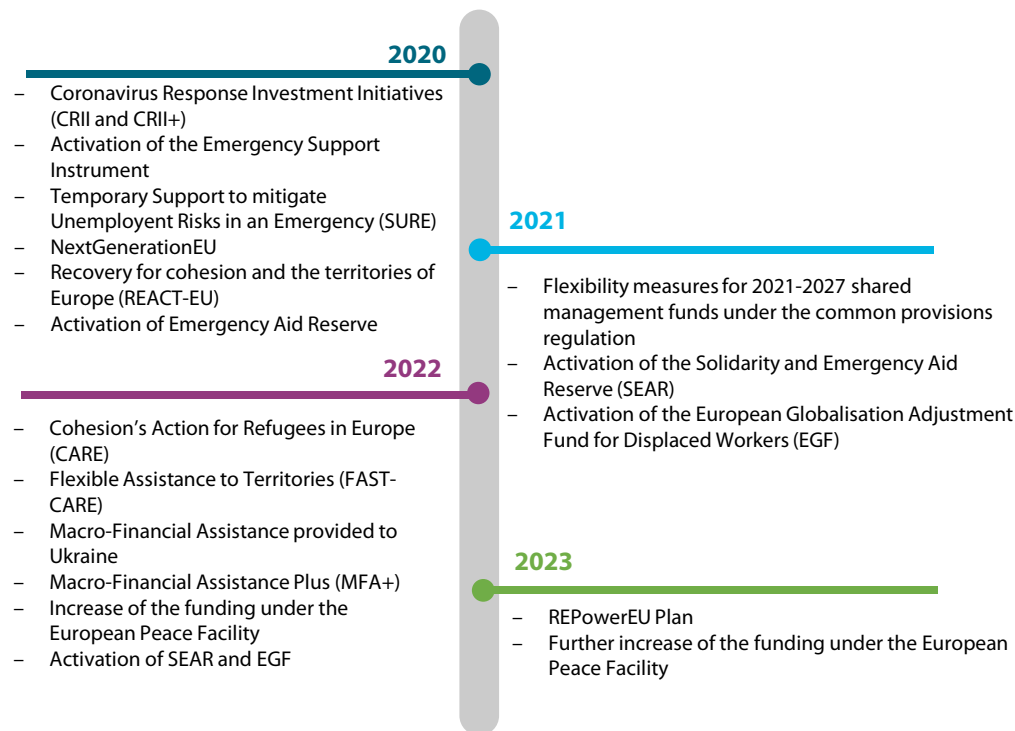 2020
– Coronavirus Response Investment Initiatives
(CRII and CRII+)
– Activation of the Emergency Support
Instrument
– Temporary Support to mitigate
Unemployent Risks in an Emergency (SURE)
– NextGenerationEU
– Recovery for cohesion and the territories of
Europe (REACT-EU)
– Activation of Emergency Aid Reserve
2021
– Flexibility measures for 2021-2027 shared
management funds under the common provisions
regulation
– Activation of the Solidarity and Emergency Aid
Reserve (SEAR)
– Activation of the European Globalisation Adjustment
Fund for Displaced Workers (EGF)
2022
– Cohesion's Action for Refugees in Europe
(CARE)
– Flexible Assistance to Territories (FAST-
CARE)
– Macro-Financial Assistance provided to
Ukraine
– Macro-Financial Assistance Plus (MFA+)
– Increase of the funding under the
European Peace Facility
– Activation of SEAR and EGF
2023
– REPowerEU Plan
– Further increase of the funding under the European
Peace Facility